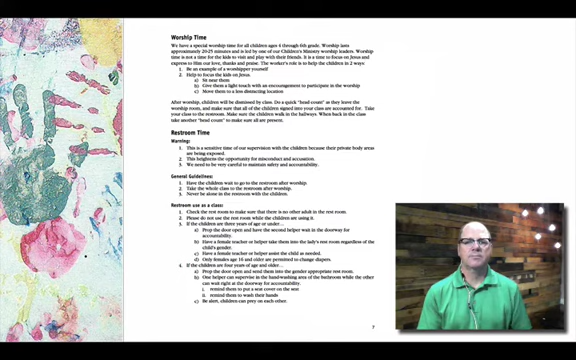 Worship Time
We have a special worship time for all children ages 4 through 6th grade. Worship lasts
approximately 20-25 minutes and is led by one of our Children's Ministry worship leaders. Worship
time is not a time for the kids to visit and play with their friends. It is a time to focus on Jesus and
express to Him our love, thanks and praise. The worker's role is to help the children in 2 ways:
1. Be an example of a worshipper yourself
2. Help to focus the kids on Jesus.
a) Sit near them
b) Give them a light touch with an encouragement to participate in the worship
c) Move them to a less distracting location
After worship, children will be dismissed by class. Do a quick "head count" as they leave the
worship room, and make sure that all of the children signed into your class are accounted for. Take
your class to the restroom. Make sure the children walk in the hallways. When back in the class
take another "head count" to make sure all are present.
Restroom Time
Warning:
1. This is a sensitive time of our supervision with the children because their private body areas
are being exposed.
2. This heightens the opportunity for misconduct and accusation.
3. We need to be very careful to maintain safety and accountability.
General Guidelines:
1. Have the children wait to go to the restroom after worship.
2. Take the whole class to the restroom after worship.
3. Never be alone in the restroom with the children.
Restroom use as a class:
1. Check the rest room to make sure that there is no other adult in the rest room.
2. Please do not use the rest room while the children are using it.
3. If the children are three years of age or under...
a) Prop the door open and have the second helper wait in the doorway for
accountability.
b) Have a female teacher or helper take them into the lady's rest room regardless of the
child's gender.
c) Have a female teacher or helper assist the child as needed.
d) Only females age 16 and older are permitted to change diapers.
4. If the children are four years of age and older...
a) Prop the door open and send them into the gender appropriate rest room.
b) One helper can supervise in the hand-washing area of the restroom while the other
can wait right at the doorway for accountability.
i. remind them to put a seat cover on the seat
ii. remind them to wash their hands
c) Be alert, children can prey on each other.
7